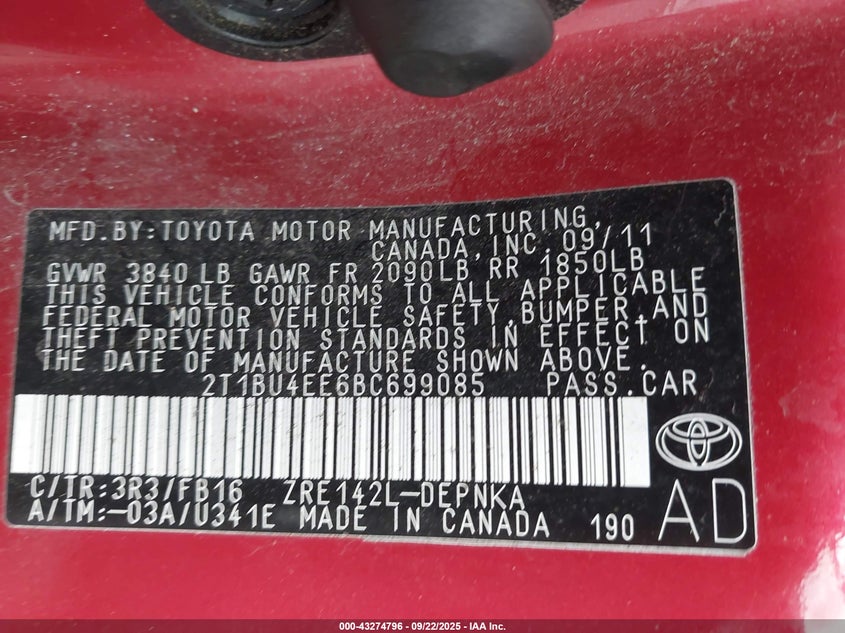 MFD.BY:TOYOTA MOTOR MANUFACTURING,
CANADA, INC. 09/11
GVWR 3840 LB GAWR FR 2090LB RR 1850LB
THIS VEHICLE CONFORMS TO ALL APPLICABLE
FEDERAL MOTOR VEHICLE SAFETY, BUMPER, AND
THEFT PREVENTION STANDARDS IN EFFECT ON
THE DATE OF MANUFACTURE SHOWN ABOVE.
2T1BU4EE6BC699085 PASS.CAR
C/TR:3R3/FB16 ZRE142L-DEPNKA
A/TM:-03A/U341E MADE IN CANADA 190
AD
000-43274796 - 09/22/2025 - IAA Inc.